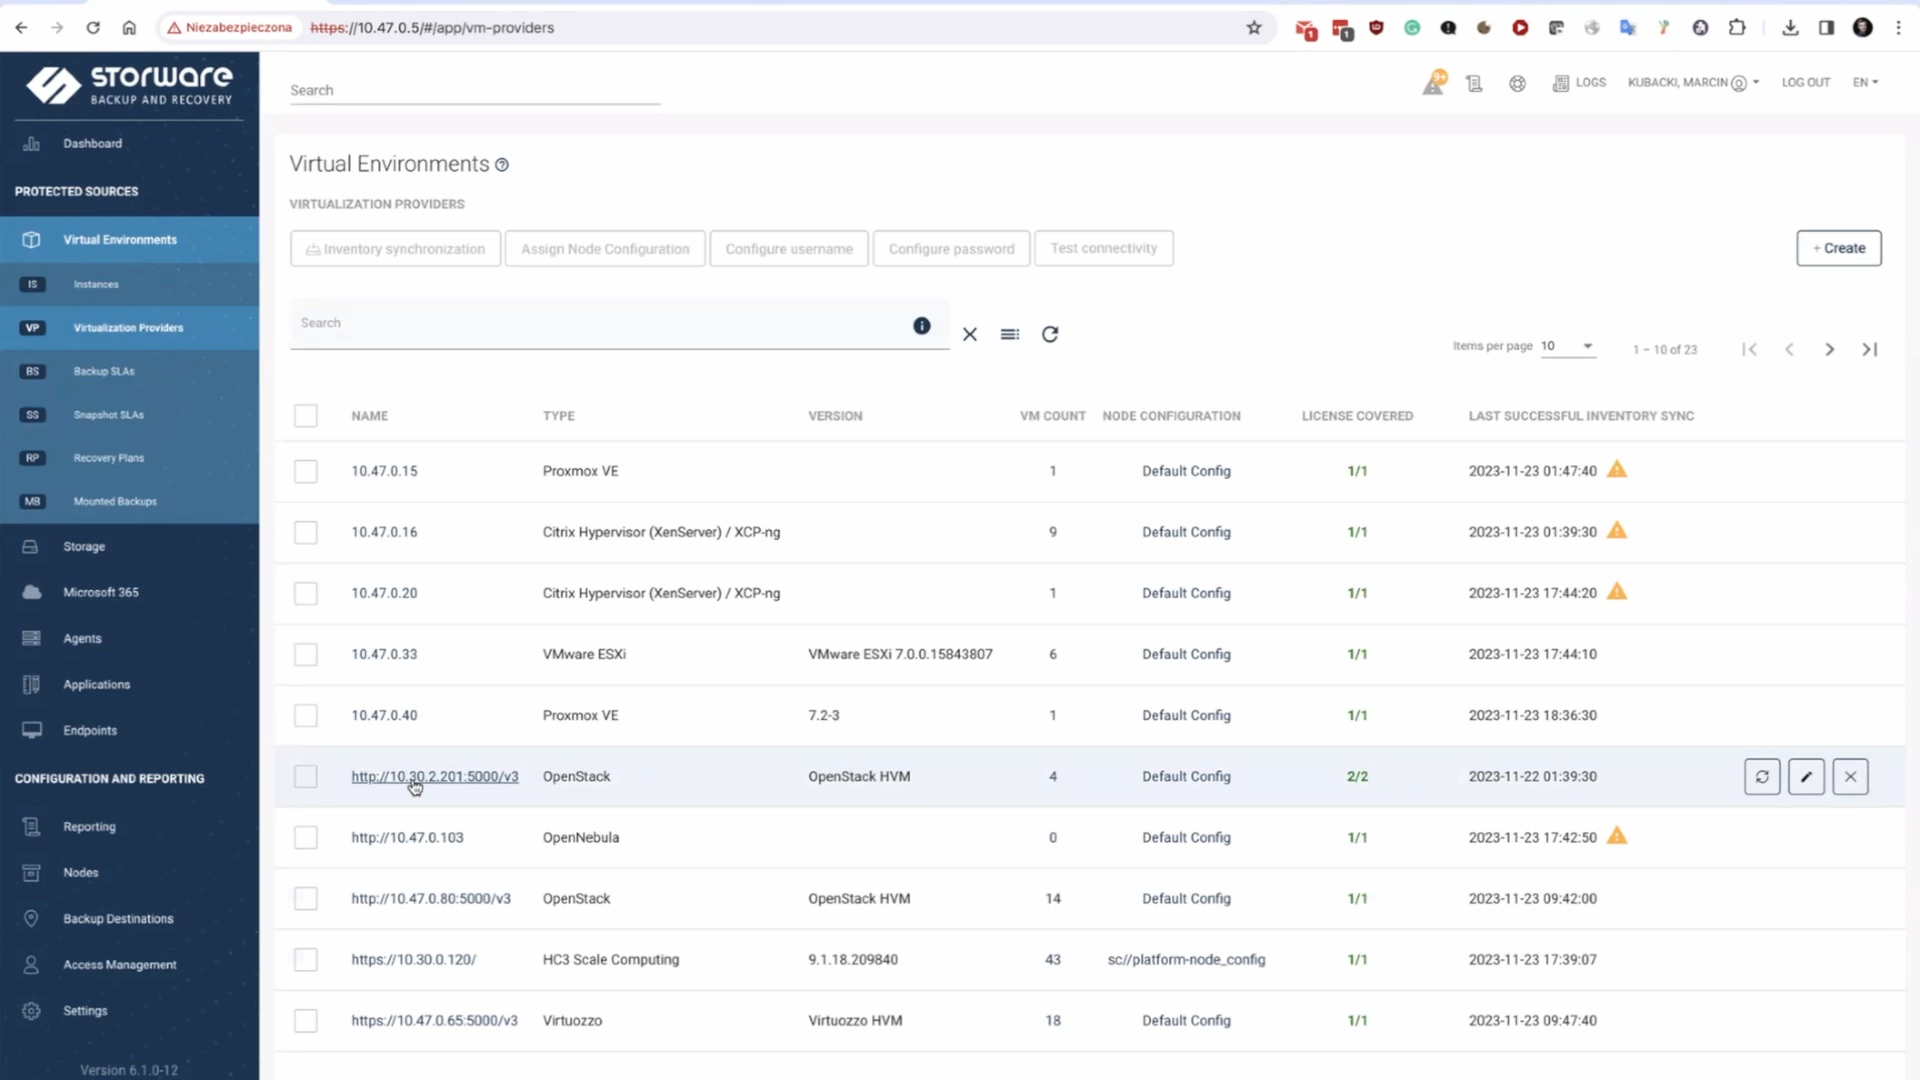 Niezabezpieczona
https://10.47.0.5/#/app/vm-providers
1
1
STORWARE
BACKUP AND RECOVERY
Search
9+
LOGS
KUBACKI, MARCIN
LOG OUT
EN
Dashboard
PROTECTED SOURCES
Virtual Environments
IS Instances
VP Virtualization Providers
BS Backup SLAs
SS Snapshot SLAs
RP Recovery Plans
MB Mounted Backups
Storage
Microsoft 365
Agents
Applications
Endpoints
CONFIGURATION AND REPORTING
Reporting
Nodes
Backup Destinations
Access Management
Settings
Version 6.1.0-12
Virtual Environments
VIRTUALIZATION PROVIDERS
Inventory synchronization Assign Node Configuration Configure username Configure password Test connectivity + Create
Search
Items per page 10 1 – 10 of 23
NAME TYPE VERSION VM COUNT NODE CONFIGURATION LICENSE COVERED LAST SUCCESSFUL INVENTORY SYNC
10.47.0.15 Proxmox VE 1 Default Config 1/1 2023-11-23 01:47:40
10.47.0.16 Citrix Hypervisor (XenServer) / XCP-ng 9 Default Config 1/1 2023-11-23 01:39:30
10.47.0.20 Citrix Hypervisor (XenServer) / XCP-ng 1 Default Config 1/1 2023-11-23 17:44:20
10.47.0.33 VMware ESXi VMware ESXi 7.0.0.15843807 6 Default Config 1/1 2023-11-23 17:44:10
10.47.0.40 Proxmox VE 7.2-3 1 Default Config 1/1 2023-11-23 18:36:30
http://10.30.2.201:5000/v3 OpenStack OpenStack HVM 4 Default Config 2/2 2023-11-22 01:39:30
http://10.47.0.103 OpenNebula 0 Default Config 1/1 2023-11-23 17:42:50
http://10.47.0.80:5000/v3 OpenStack OpenStack HVM 14 Default Config 1/1 2023-11-23 09:42:00
https://10.30.0.120/ HC3 Scale Computing 9.1.18.209840 43 sc//platform-node_config 1/1 2023-11-23 17:39:07
https://10.47.0.65:5000/v3 Virtuozzo Virtuozzo HVM 18 Default Config 1/1 2023-11-23 09:47:40